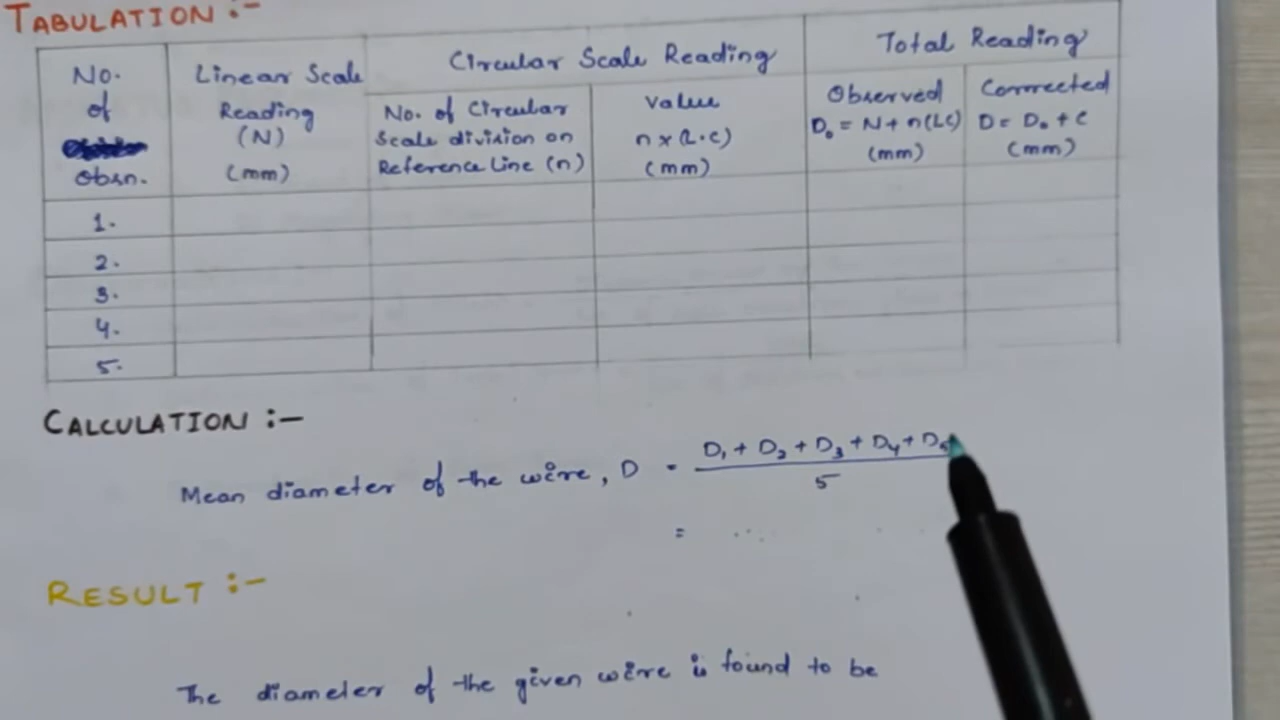 TABULATION :-
No. of Obsn.
Linear Scale Reading (N) (mm)
Circular Scale Reading
No. of Circular Scale division on Reference Line (n)
Value n x (L.C) (mm)
Total Reading
Observed D₀ = N + n(LC) (mm)
Corrected D = D₀ + C (mm)
1.
2.
3.
4.
5.
CALCULATION :-
Mean diameter of the wire, D = D₁ + D₂ + D₃ + D₄ + D₅
5
=
RESULT :-
The diameter of the given wire is found to be